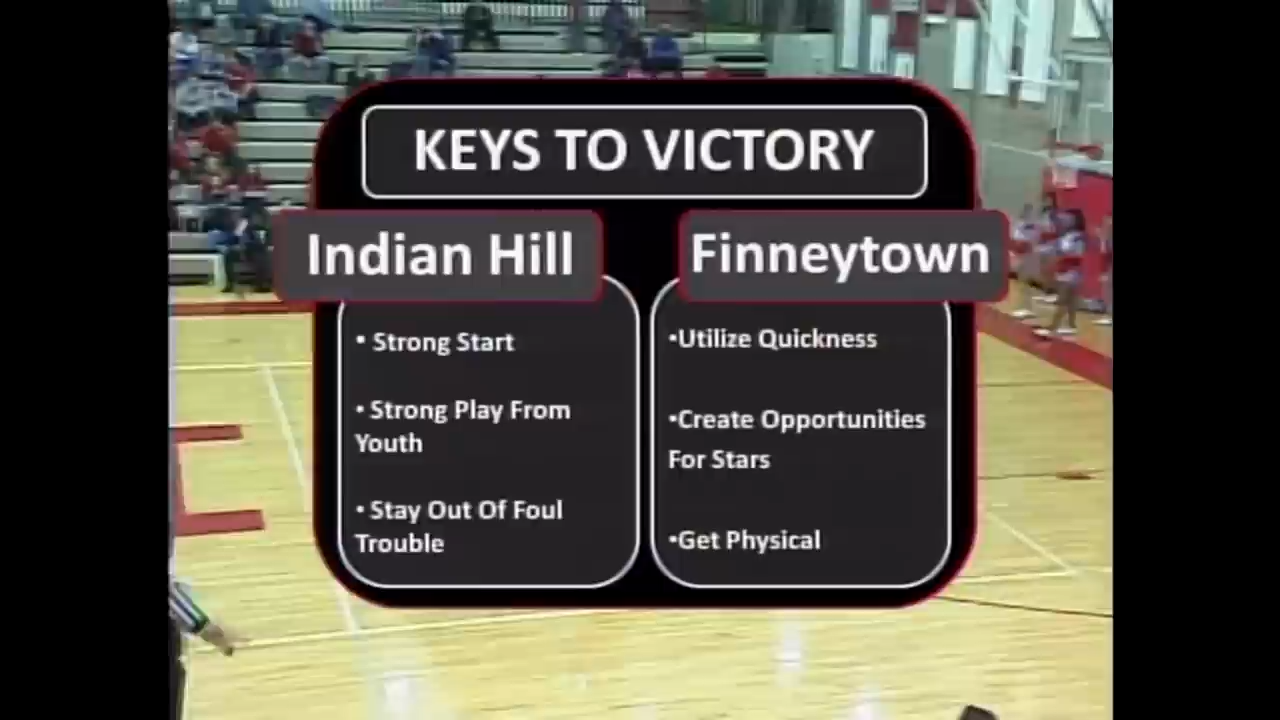 KEYS TO VICTORY
Indian Hill
• Strong Start
• Strong Play From
Youth
• Stay Out Of Foul
Trouble
Finneytown
•Utilize Quickness
•Create Opportunities
For Stars
•Get Physical